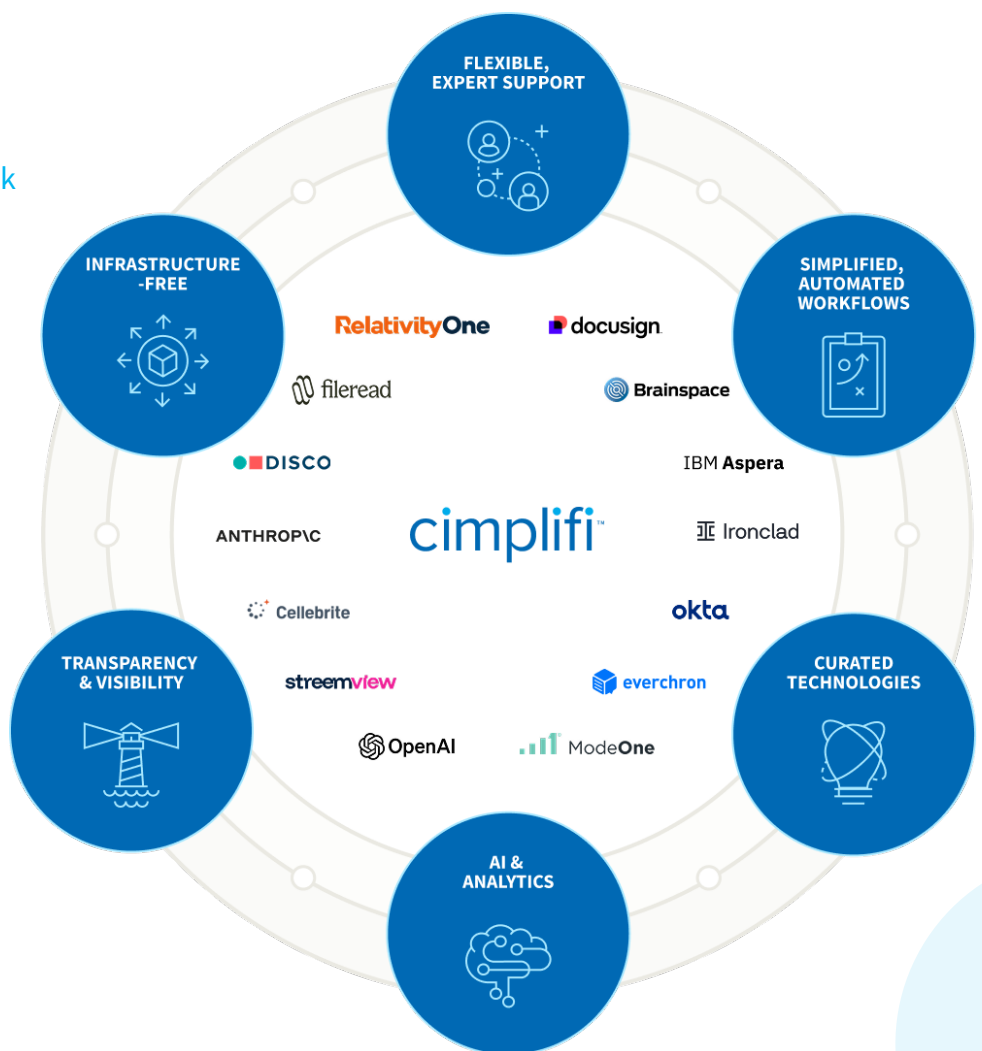 FLEXIBLE,
EXPERT SUPPORT
k
INFRASTRUCTURE
-FREE
SIMPLIFIED,
AUTOMATED
WORKFLOWS
RelativityOne
docusign
fileread
Brainspace
DISCO
IBM Aspera
ANTHROP\C
cimplifi™
Ironclad
Cellebrite
okta
TRANSPARENCY
& VISIBILITY
CURATED
TECHNOLOGIES
streemview
everchron
OpenAI
ModeOne
AI &
ANALYTICS